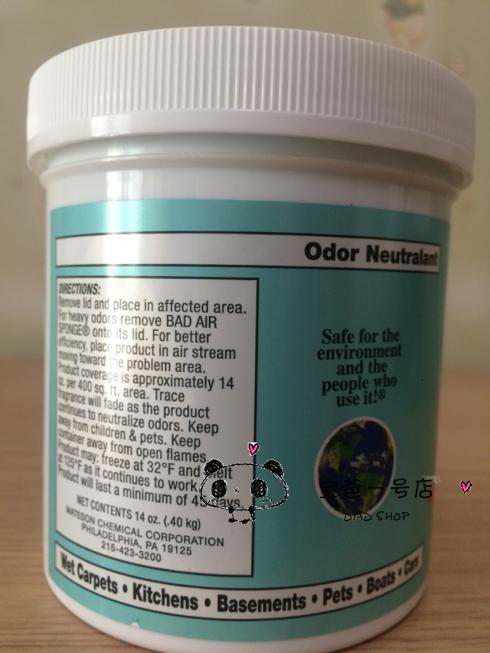 Odor Neutralant
DIRECTIONS:
Remove lid and place in affected area.
For heavy odors remove BAD AIR
SPONGE® onto its lid. For better
efficiency, place product in air stream
moving toward the problem area.
Product coverage is approximately 14
oz. per 400 sq. ft. area. Trace
fragrance will fade as the product
continues to neutralize odors. Keep
away from children & pets. Keep
container away from open flames.
Product may: freeze at 32°F and melt
at 125°F as it continues to work.
Product will last a minimum of 45 days.
NET CONTENTS 14 oz. (.40 kg)
MATESON CHEMICAL CORPORATION
PHILADELPHIA, PA 19125
215-423-3200
Safe for the
environment
and the
people who
use it!®
宝爸一号店
DAD SHOP
Wet Carpets • Kitchens • Basements • Pets • Boats • Cars